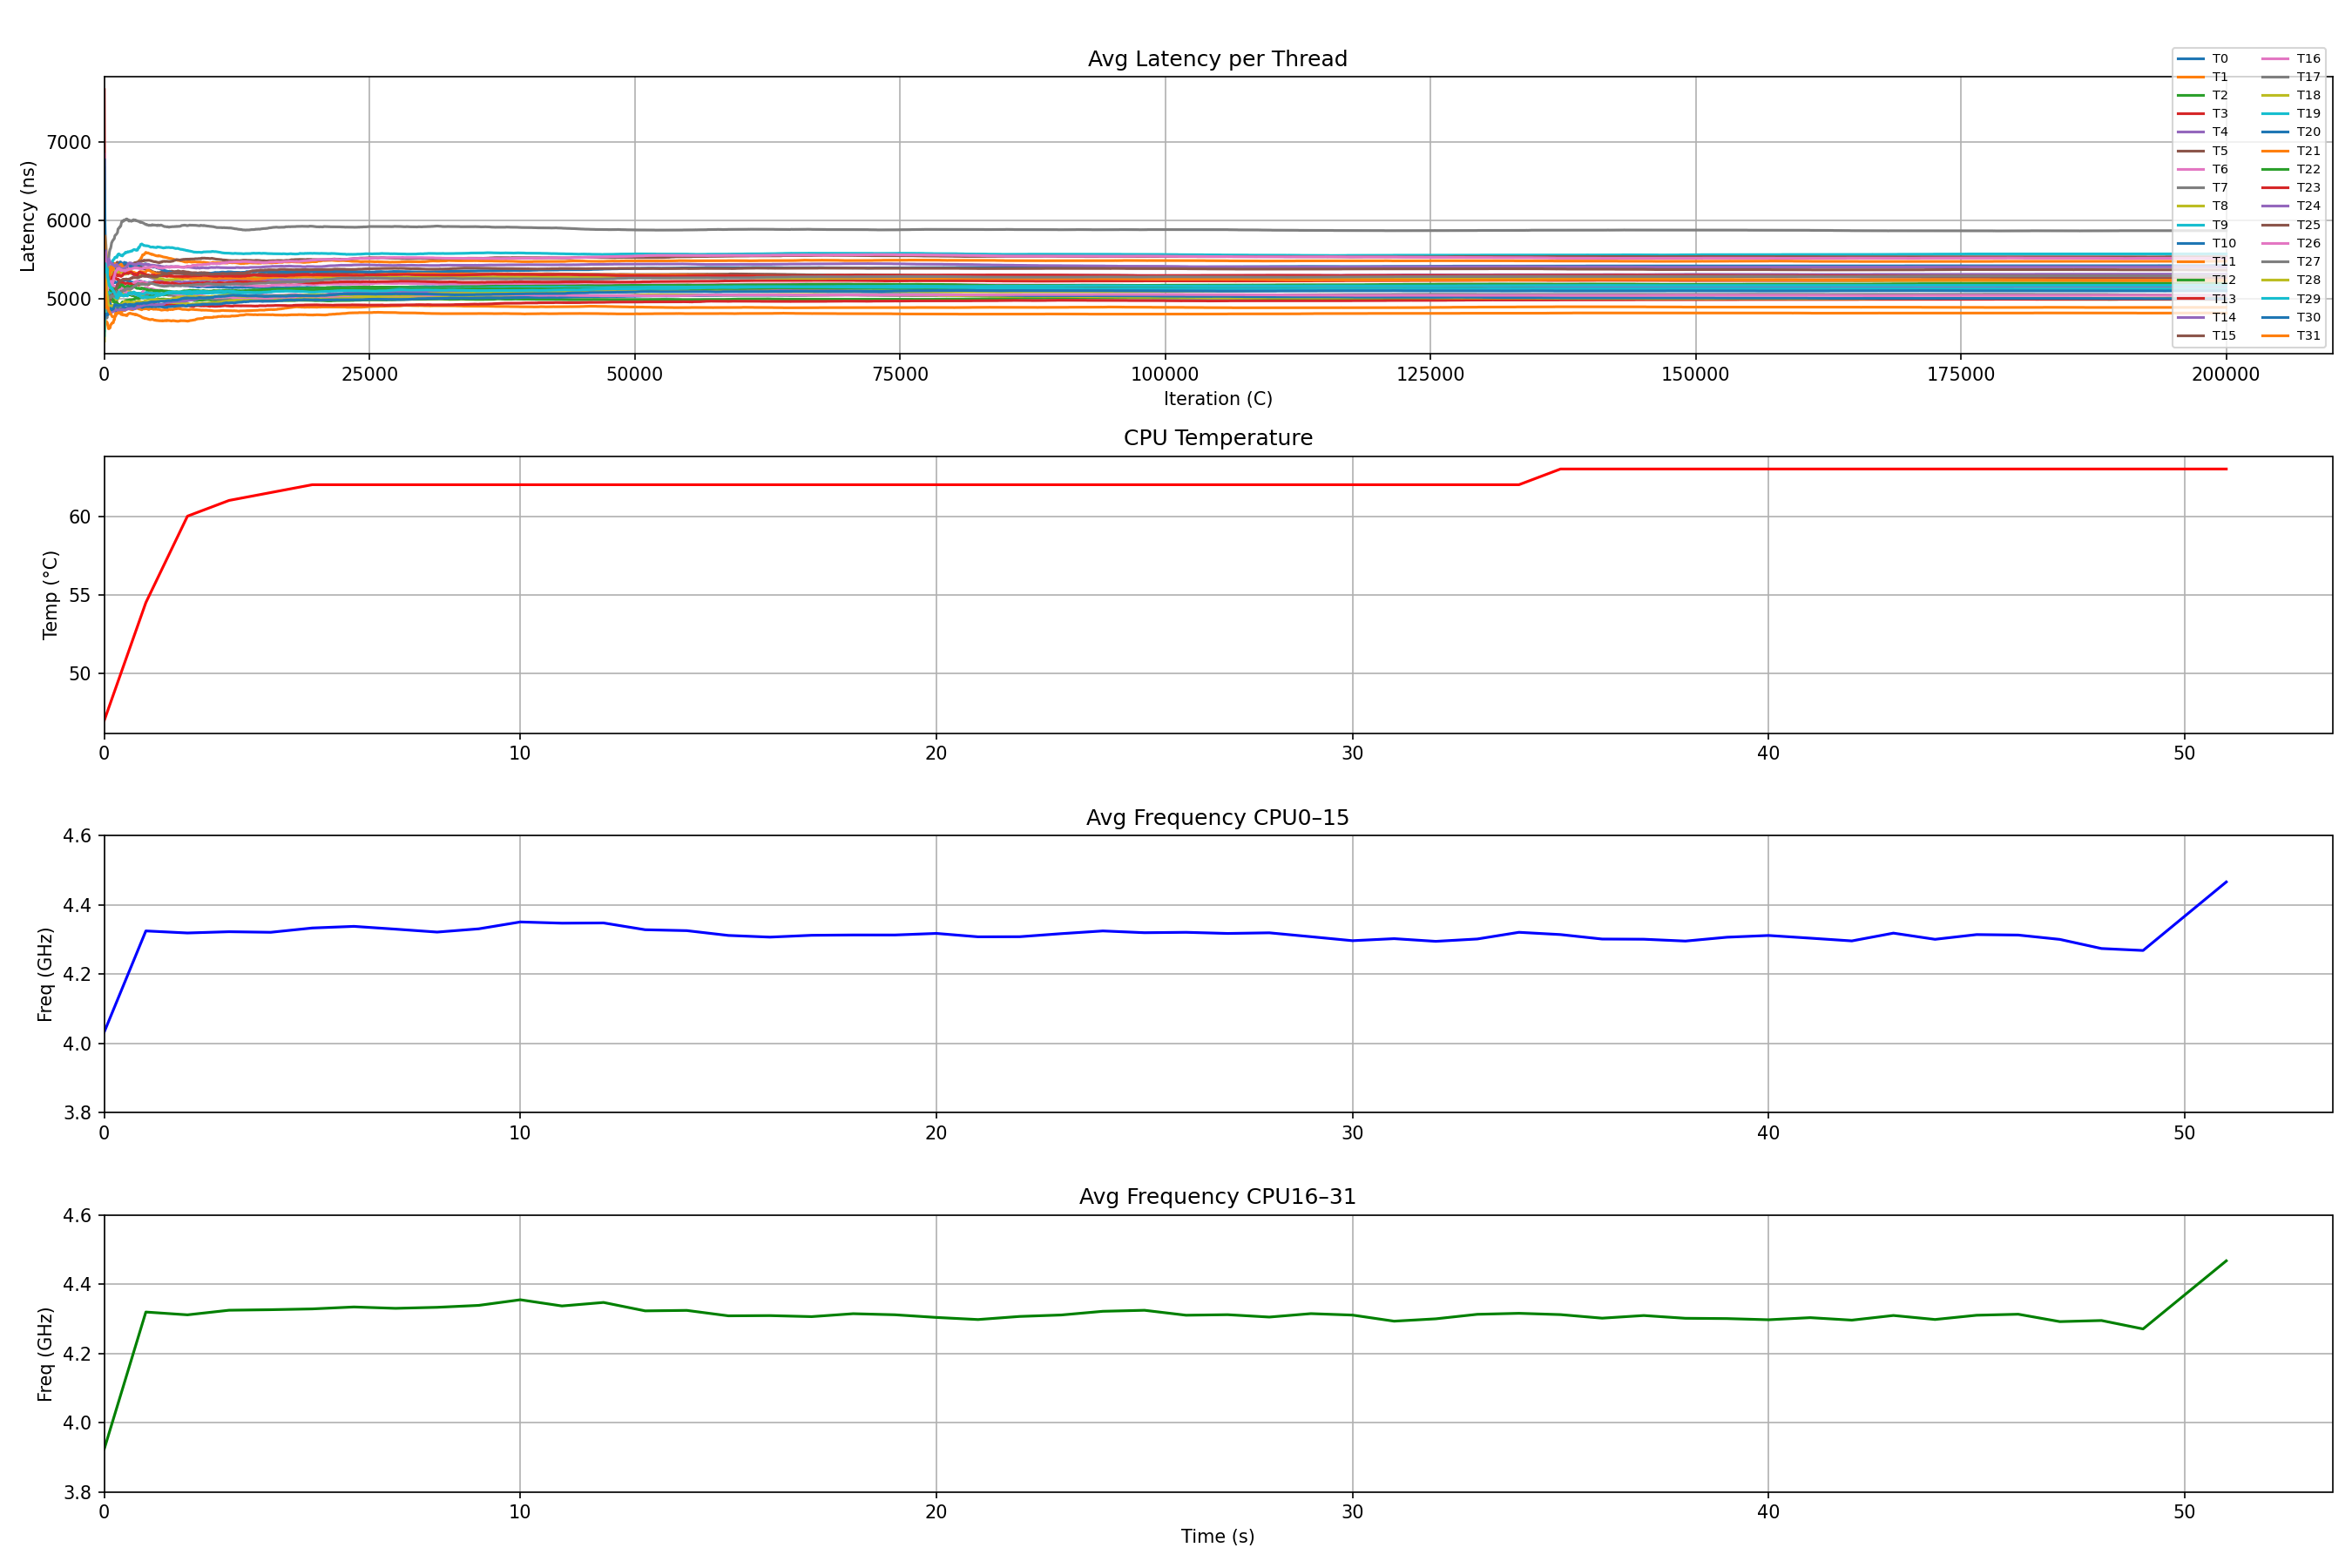 Avg Latency per Thread
Latency (ns)
7000
6000
5000
T0 T16
T1 T17
T2 T18
T3 T19
T4 T20
T5 T21
T6 T22
T7 T23
T8 T24
T9 T25
T10 T26
T11 T27
T12 T28
T13 T29
T14 T30
T15 T31
0 25000 50000 75000 100000 125000 150000 175000 200000
Iteration (C)
CPU Temperature
Temp (°C)
60
55
50
0 10 20 30 40 50
Avg Frequency CPU0–15
Freq (GHz)
4.6
4.4
4.2
4.0
3.8
0 10 20 30 40 50
Avg Frequency CPU16–31
Freq (GHz)
4.6
4.4
4.2
4.0
3.8
0 10 20 30 40 50
Time (s)